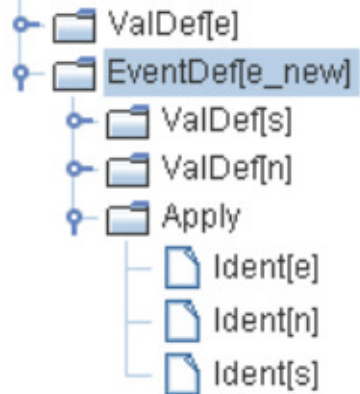 ValDef[e]
EventDef[e_new]
ValDef[s]
ValDef[n]
Apply
Ident[e]
Ident[n]
Ident[s]